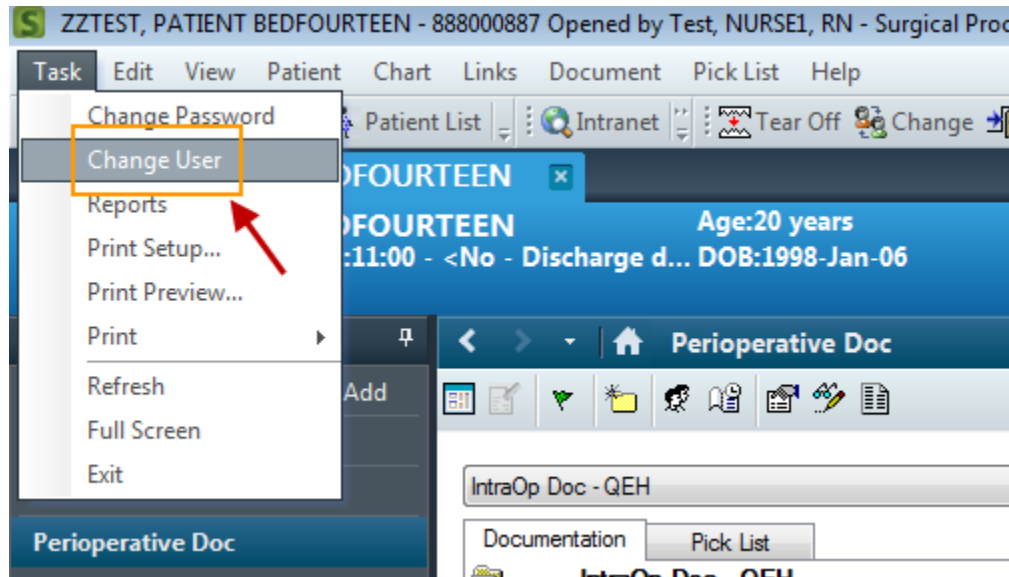 S ZZTEST, PATIENT BEDFOURTEEN - 888000887 Opened by Test, NURSE1, RN - Surgical Proc
Task Edit View Patient Chart Links Document Pick List Help
Change Password
Patient List Intranet Tear Off Change
Change User
DFOURTEEN
Reports
DFOURTEEN Age:20 years
Print Setup...
:11:00 - <No - Discharge d... DOB:1998-Jan-06
Print Preview...
Print
Perioperative Doc
Refresh
Add
Full Screen
Exit
IntraOp Doc - QEH
Perioperative Doc
Documentation Pick List
IntraOp Doc - QEH